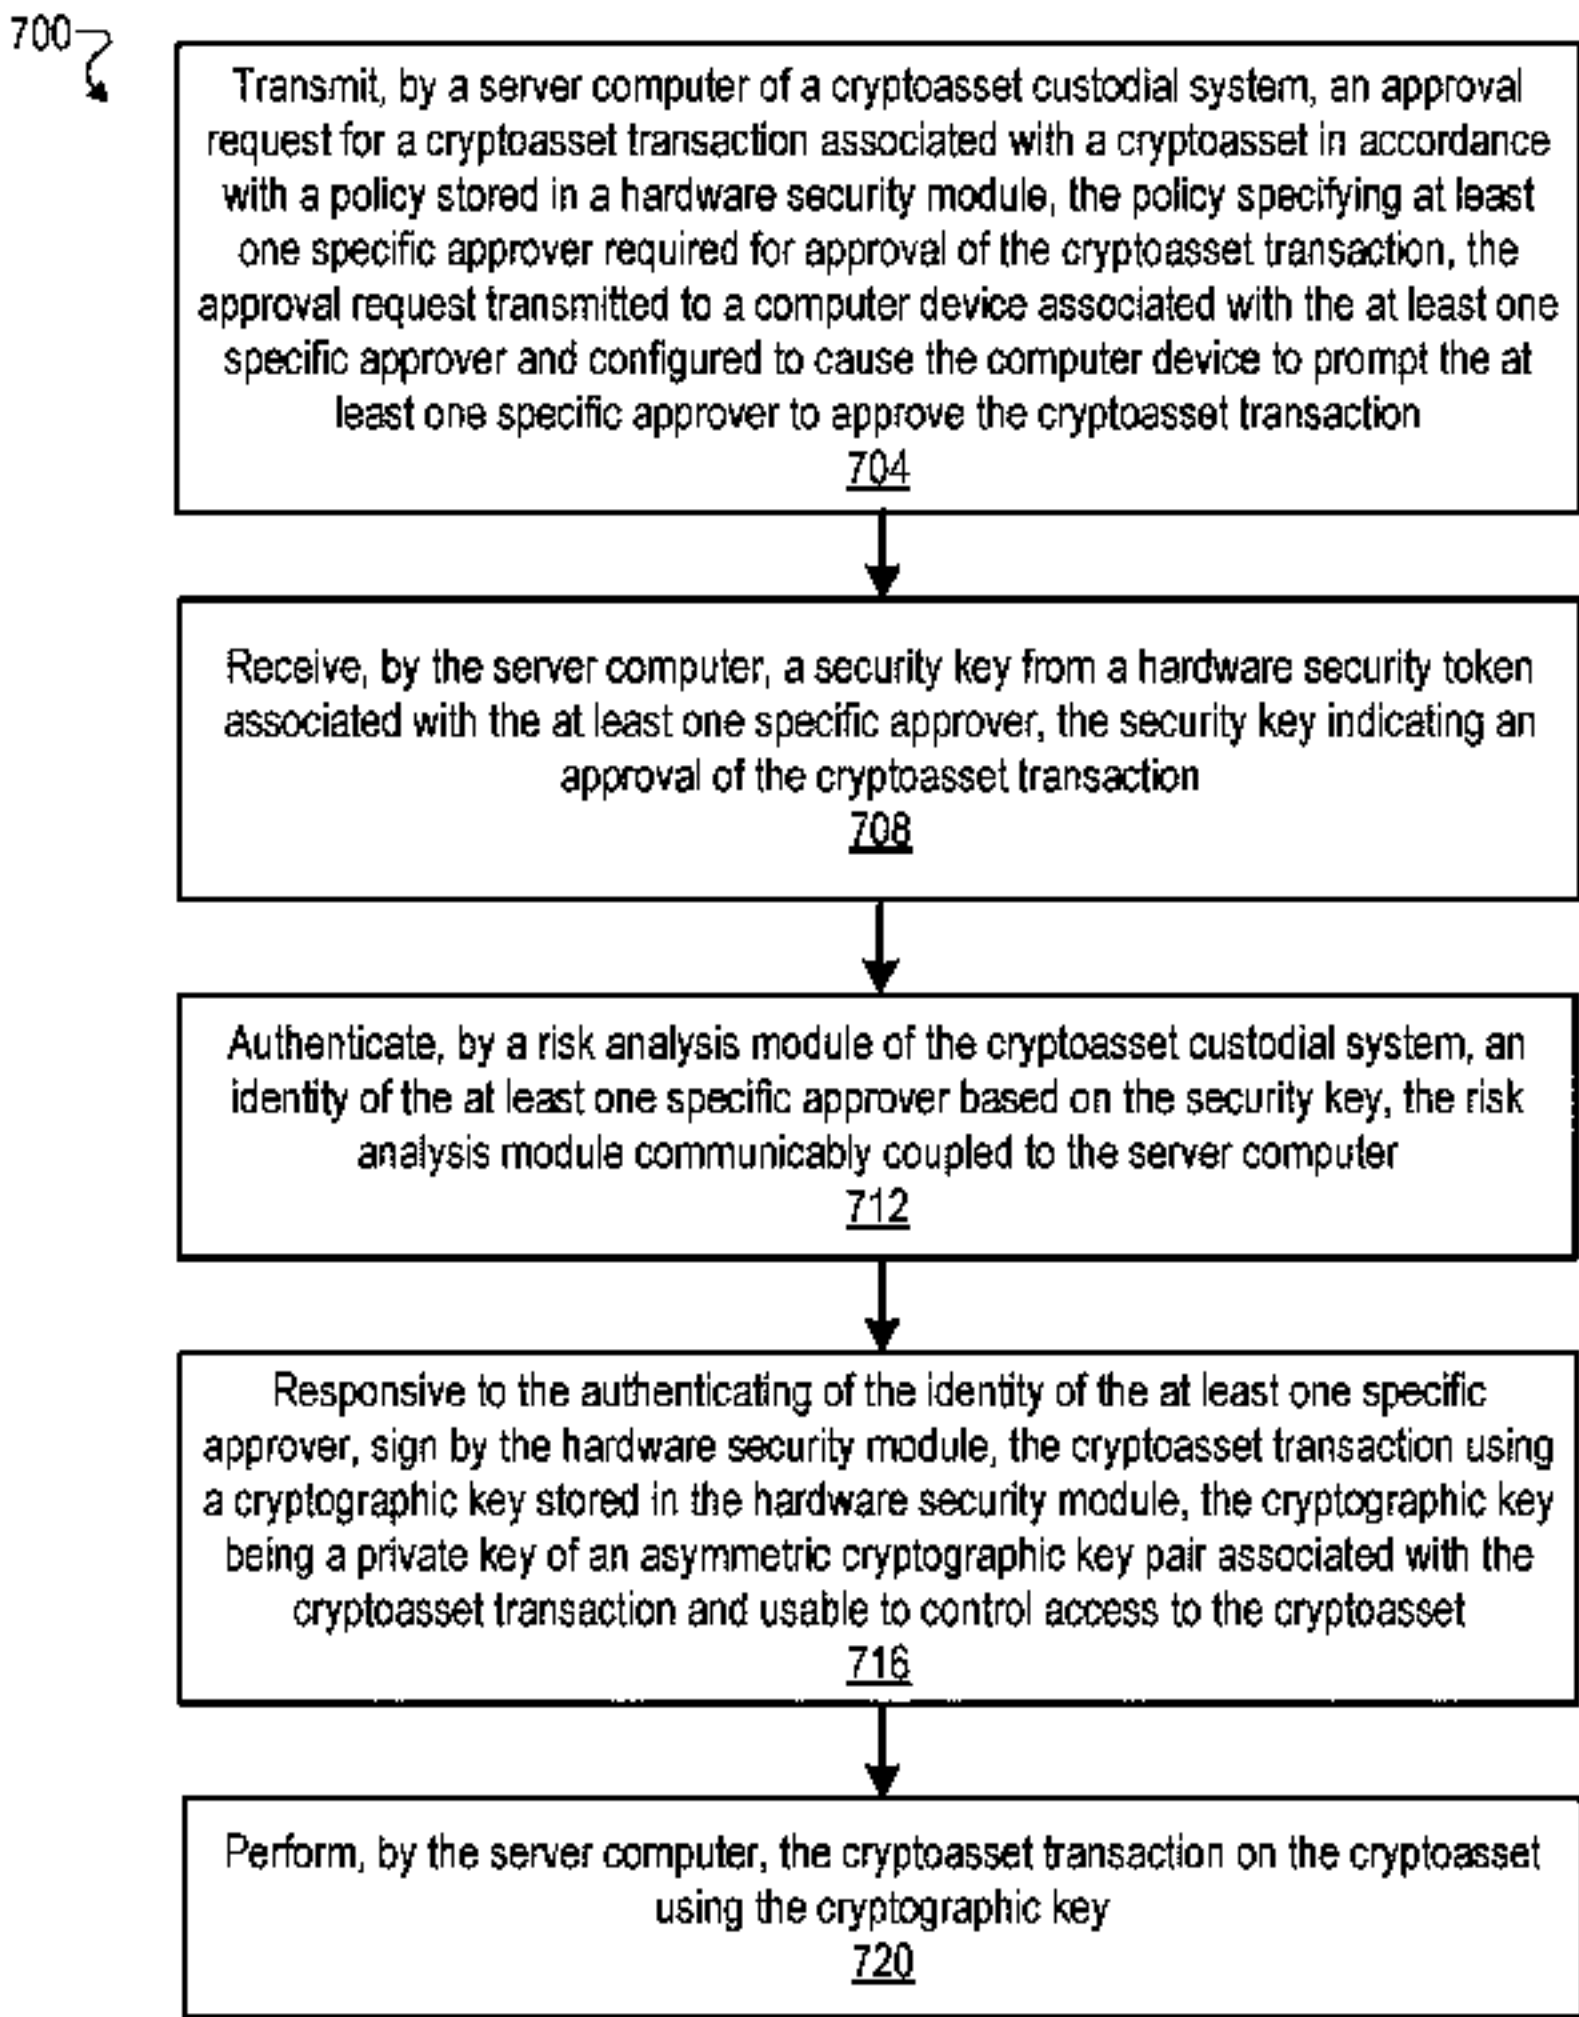 700
Transmit, by a server computer of a cryptoasset custodial system, an approval
request for a cryptoasset transaction associated with a cryptoasset in accordance
with a policy stored in a hardware security module, the policy specifying at least
one specific approver required for approval of the cryptoasset transaction, the
approval request transmitted to a computer device associated with the at least one
specific approver and configured to cause the computer device to prompt the at
least one specific approver to approve the cryptoasset transaction
704
Receive, by the server computer, a security key from a hardware security token
associated with the at least one specific approver, the security key indicating an
approval of the cryptoasset transaction
708
Authenticate, by a risk analysis module of the cryptoasset custodial system, an
identity of the at least one specific approver based on the security key, the risk
analysis module communicably coupled to the server computer
712
Responsive to the authenticating of the identity of the at least one specific
approver, sign by the hardware security module, the cryptoasset transaction using
a cryptographic key stored in the hardware security module, the cryptographic key
being a private key of an asymmetric cryptographic key pair associated with the
cryptoasset transaction and usable to control access to the cryptoasset
716
Perform, by the server computer, the cryptoasset transaction on the cryptoasset
using the cryptographic key
720